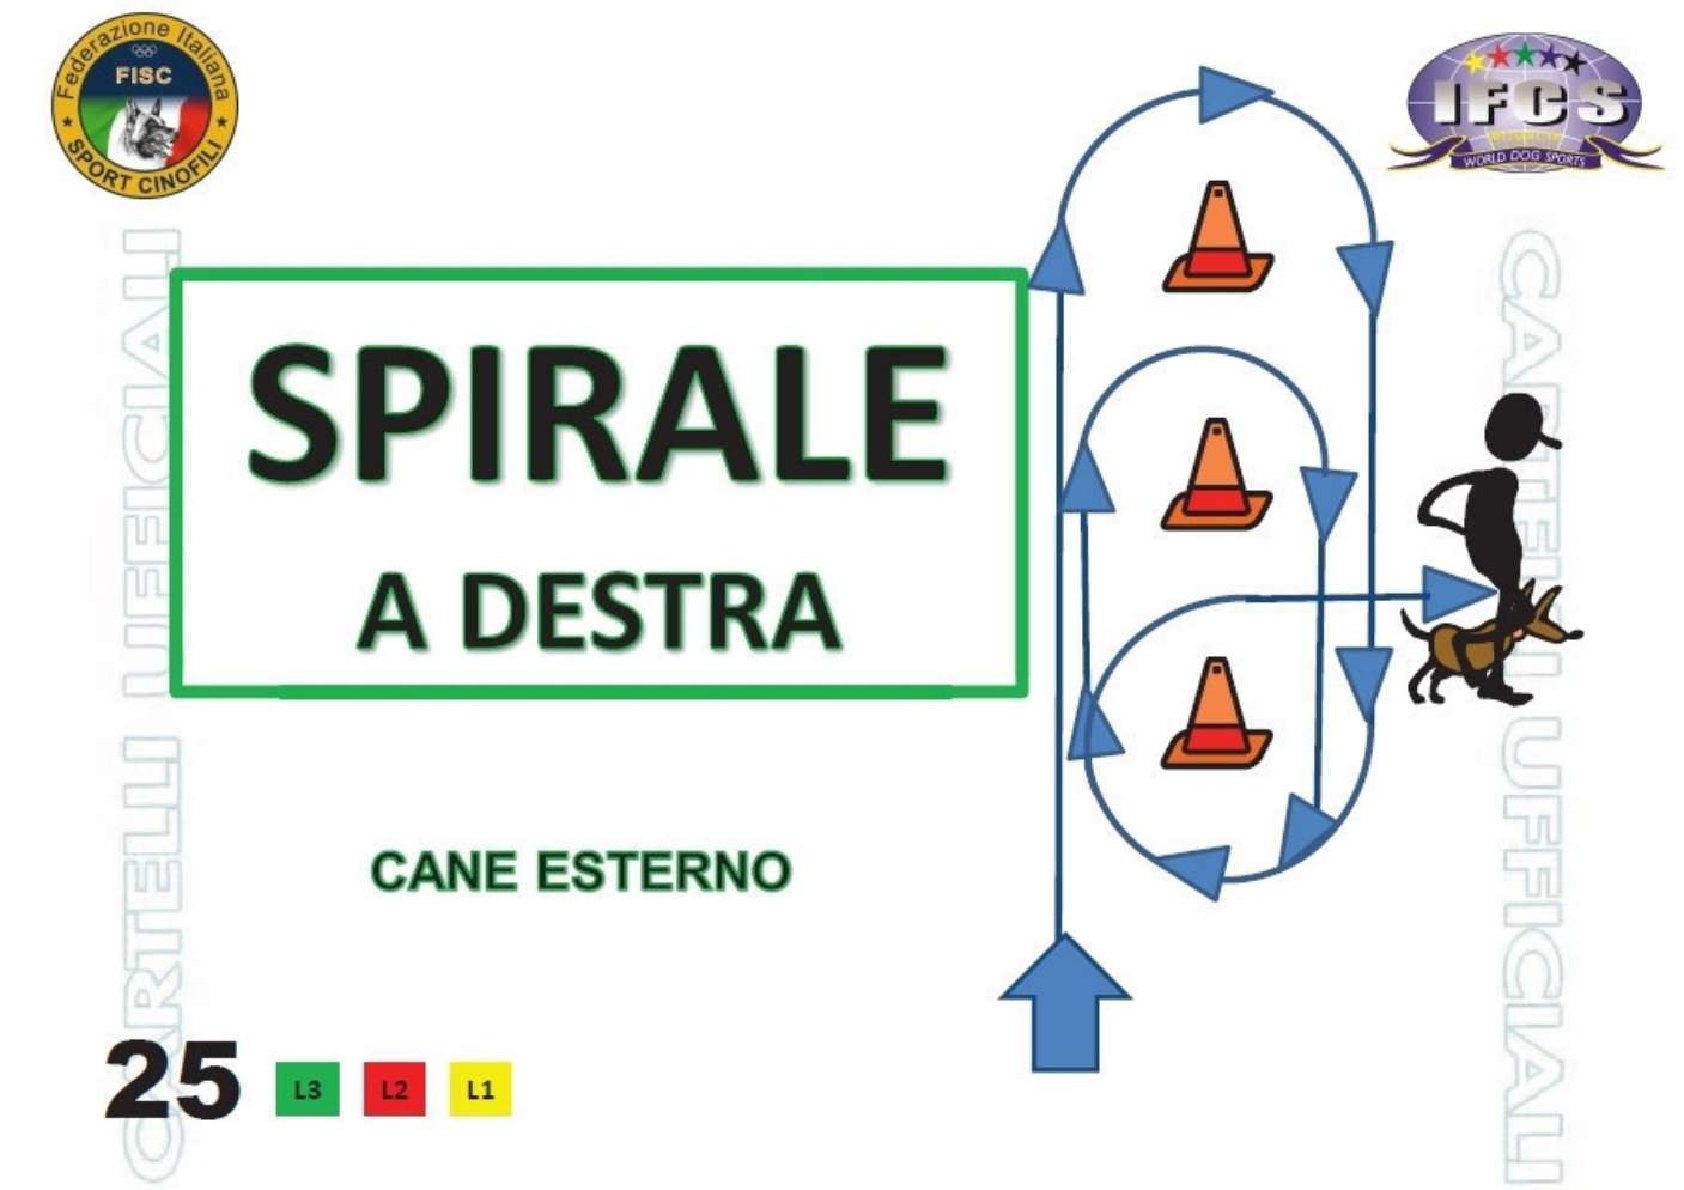 Federazione Italiana
FISC
SPORT CINOFILI
IFCS
WORLD DOG SPORTS
CARTELLI UFFICIALI
SPIRALE
A DESTRA
CANE ESTERNO
25
L3 L2 L1
CARTELLI UFFICIALI